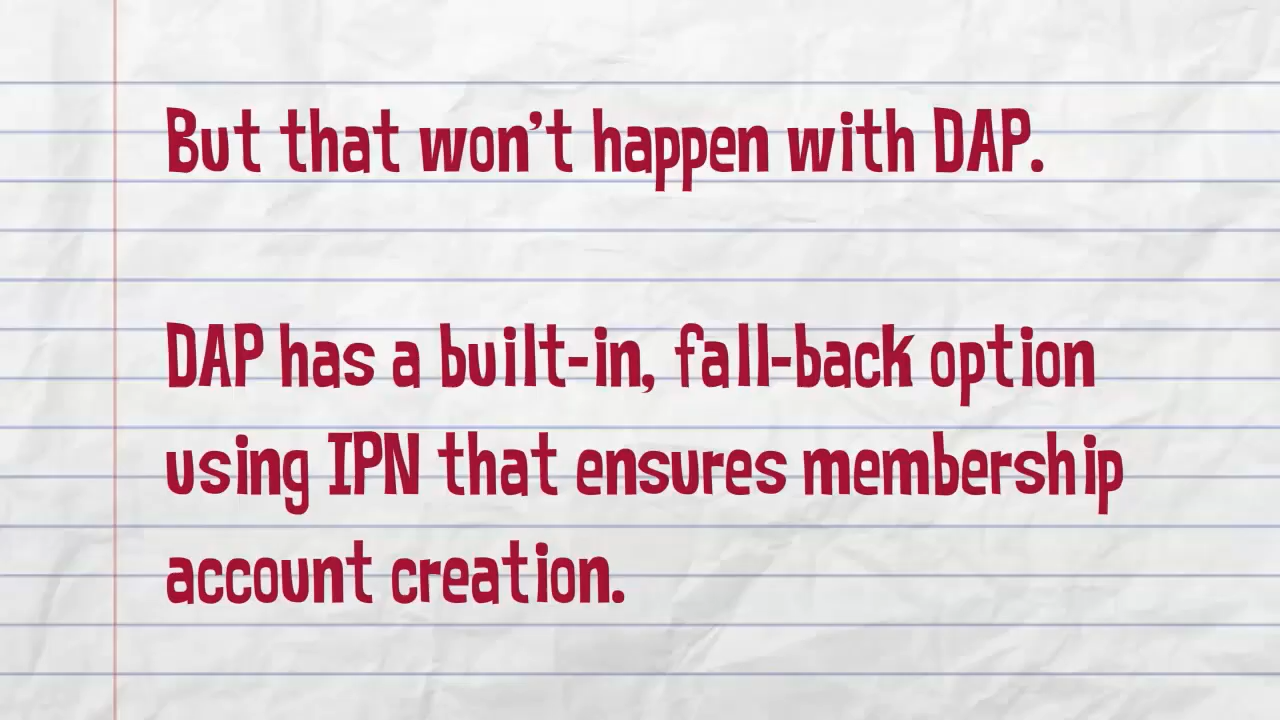 But that won't happen with DAP.
DAP has a built-in, fall-back option
using IPN that ensures membership
account creation.